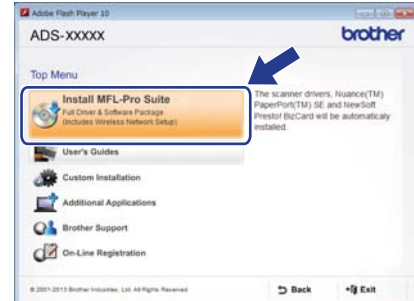 Adobe Flash Player 10
ADS-XXXXX
brother
Top Menu
Install MFL-Pro Suite
Full Driver & Software Package
(Includes Wireless Network Setup)
The scanner drivers, Nuance(TM)
PaperPort(TM) SE and NewSoft
Presto! BizCard will be automaticaly
installed.
User's Guides
Custom Installation
Additional Applications
Brother Support
On-Line Registration
© 2001-2013 Brother Industries, Ltd. All Rights Reserved.
Back
Exit